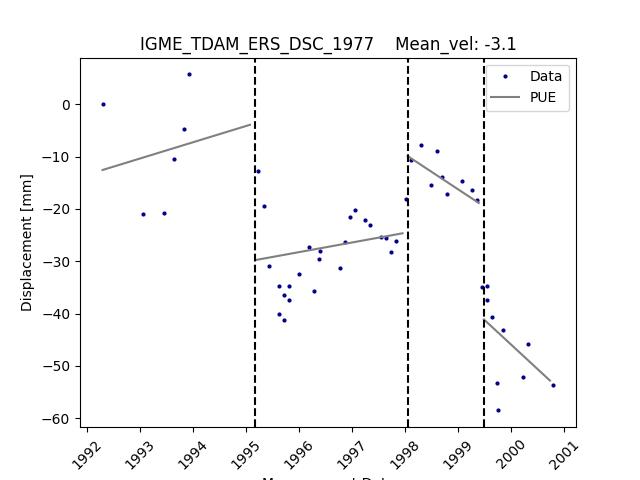 IGME_TDAM_ERS_DSC_1977    Mean_vel: -3.1
Data
PUE
Displacement [mm]
0
−10
−20
−30
−40
−50
−60
1992 1993 1994 1995 1996 1997 1998 1999 2000 2001